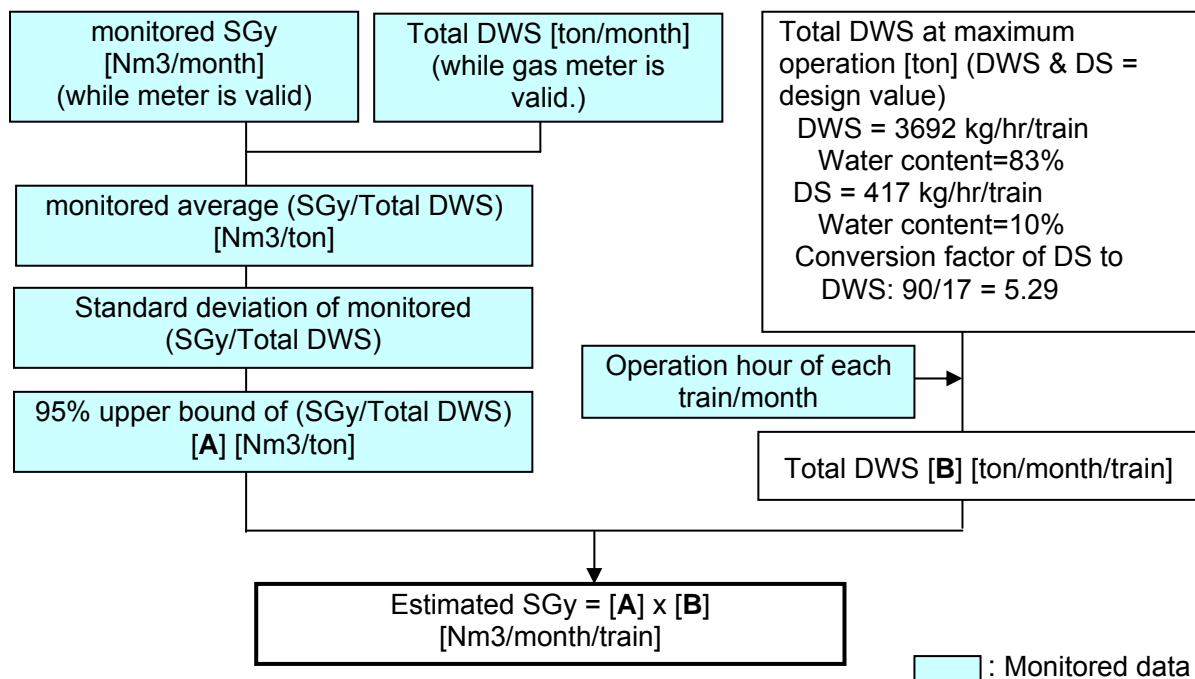 monitored SGy
[Nm3/month]
(while meter is valid)
Total DWS [ton/month]
(while gas meter is
valid.)
Total DWS at maximum
operation [ton] (DWS & DS =
design value)
DWS = 3692 kg/hr/train
Water content=83%
DS = 417 kg/hr/train
Water content=10%
Conversion factor of DS to
DWS: 90/17 = 5.29
monitored average (SGy/Total DWS)
[Nm3/ton]
Standard deviation of monitored
(SGy/Total DWS)
Operation hour of each
train/month
95% upper bound of (SGy/Total DWS)
[A] [Nm3/ton]
Total DWS [B] [ton/month/train]
Estimated SGy = [A] x [B]
[Nm3/month/train]
: Monitored data